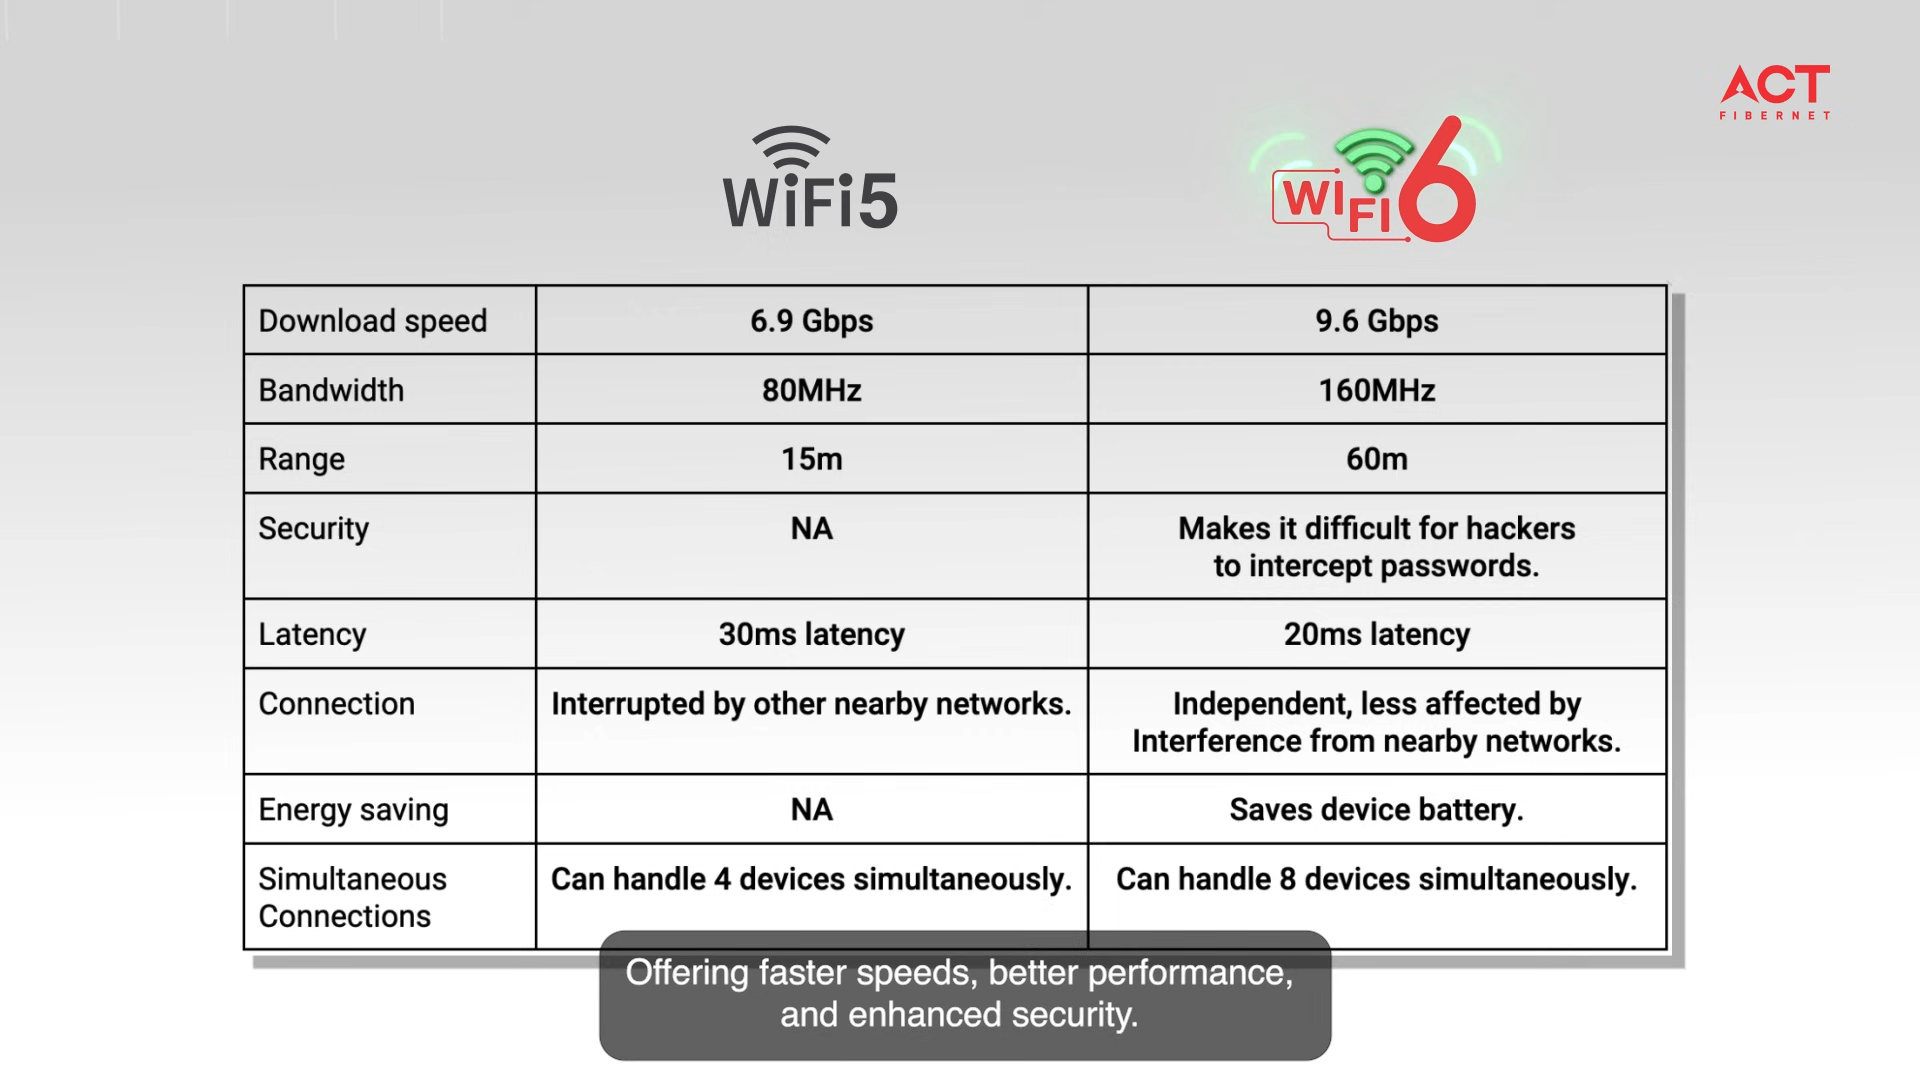 ACT
FIBERNET
WiFi5
WIFI6
Download speed
6.9 Gbps
9.6 Gbps
Bandwidth
80MHz
160MHz
Range
15m
60m
Security
NA
Makes it difficult for hackers
to intercept passwords.
Latency
30ms latency
20ms latency
Connection
Interrupted by other nearby networks.
Independent, less affected by
Interference from nearby networks.
Energy saving
NA
Saves device battery.
Simultaneous
Connections
Can handle 4 devices simultaneously.
Can handle 8 devices simultaneously.
Offering faster speeds, better performance,
and enhanced security.